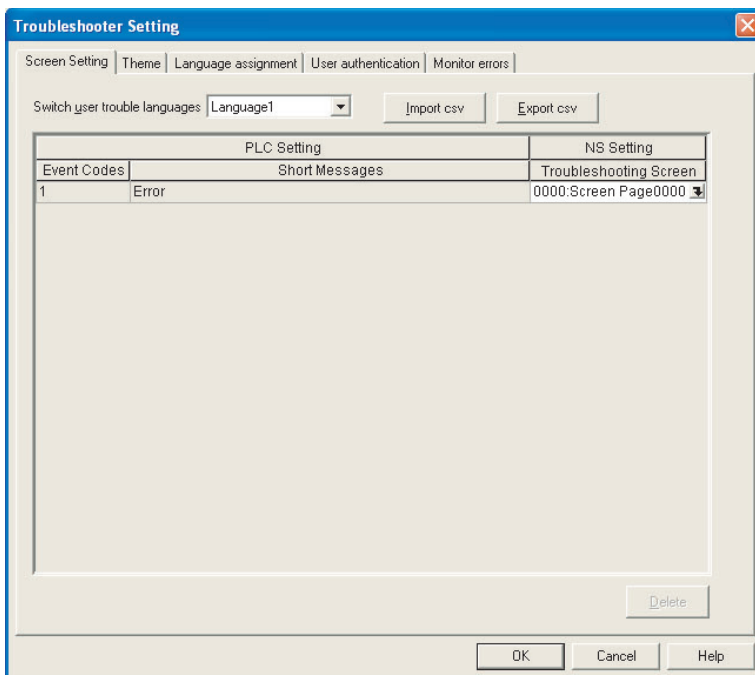 Troubleshooter Setting
Screen Setting Theme Language assignment User authentication Monitor errors
Switch user trouble languages Language1 Import csv Export csv
PLC Setting NS Setting
Event Codes Short Messages Troubleshooting Screen
1 Error 0000:Screen Page0000
Delete
OK Cancel Help